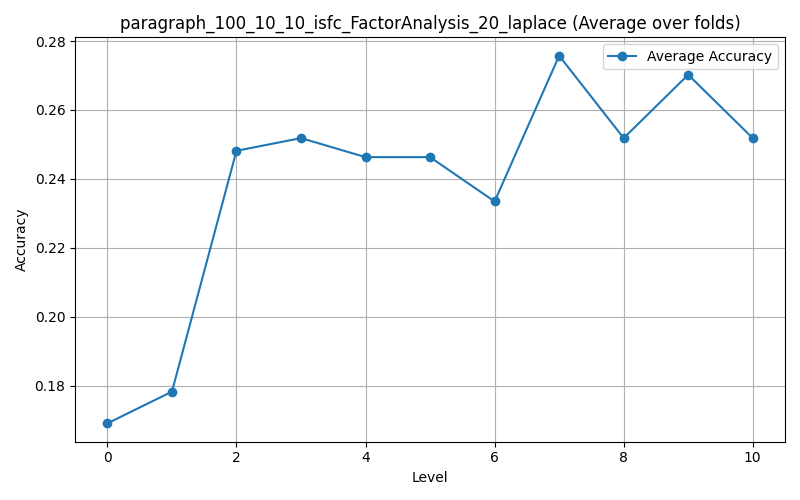 paragraph_100_10_10_isfc_FactorAnalysis_20_laplace (Average over folds)
Average Accuracy
Accuracy
0.28
0.26
0.24
0.22
0.20
0.18
0 2 4 6 8 10
Level